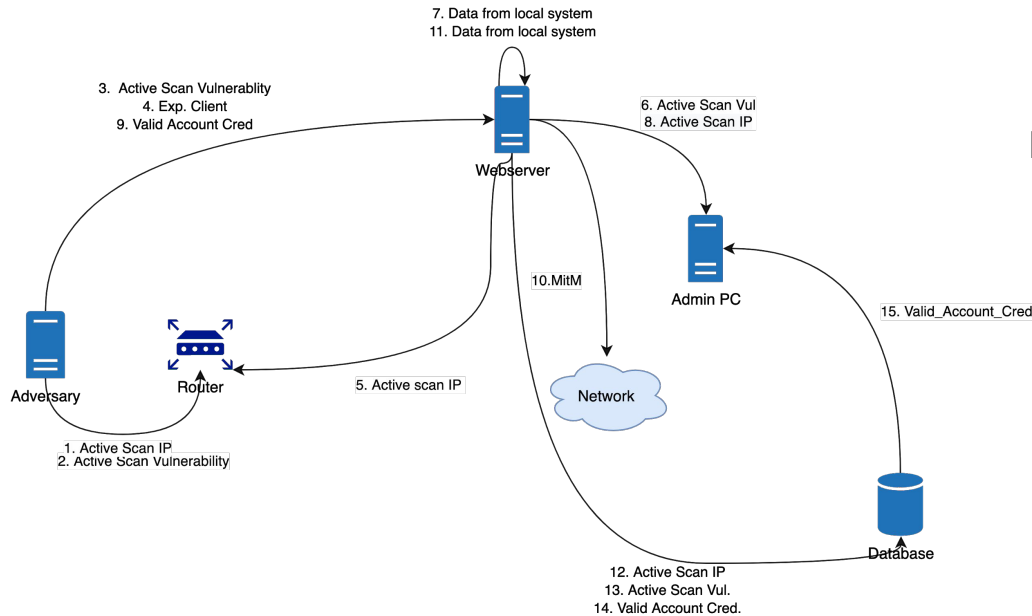 7. Data from local system
11. Data from local system
3. Active Scan Vulnerablity
4. Exp. Client
9. Valid Account Cred
6. Active Scan Vul
8. Active Scan IP
Webserver
10.MitM
Admin PC
15. Valid_Account_Cred
Router
Adversary
5. Active scan IP
Network
1. Active Scan IP
2. Active Scan Vulnerability
Database
12. Active Scan IP
13. Active Scan Vul.
14. Valid Account Cred.